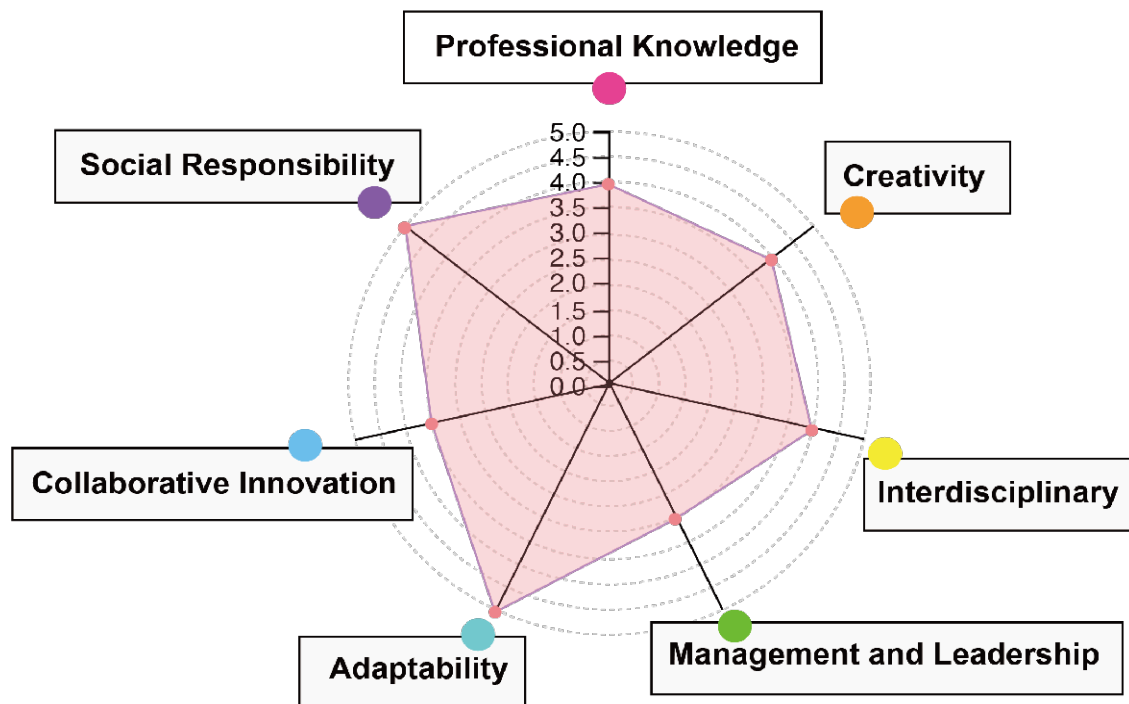 Professional Knowledge
Social Responsibility
Creativity
5.0
4.5
4.0
3.5
3.0
2.5
2.0
1.5
1.0
0.5
0.0
Collaborative Innovation
Interdisciplinary
Adaptability
Management and Leadership